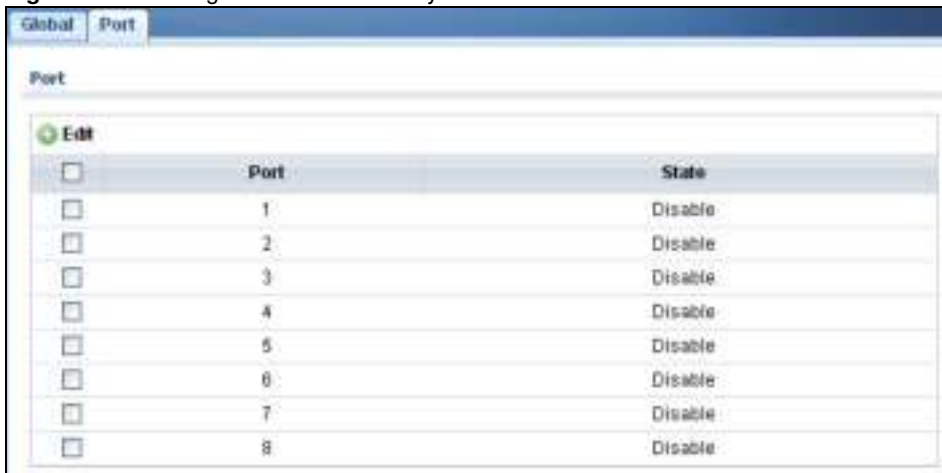 Global Port
Port
Edit
Port State
1 Disable
2 Disable
3 Disable
4 Disable
5 Disable
6 Disable
7 Disable
8 Disable